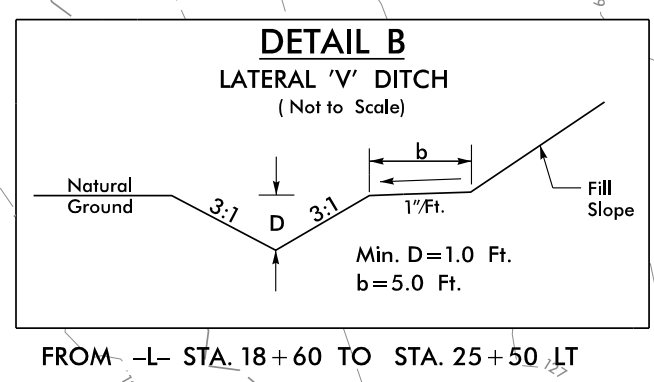 DETAIL B
LATERAL 'V' DITCH
( Not to Scale)
b
Natural
Ground
3:1
D
3:1
1"/Ft.
Fill
Slope
Min. D=1.0 Ft.
b=5.0 Ft.
FROM -L- STA. 18+60 TO STA. 25+50 LT
127